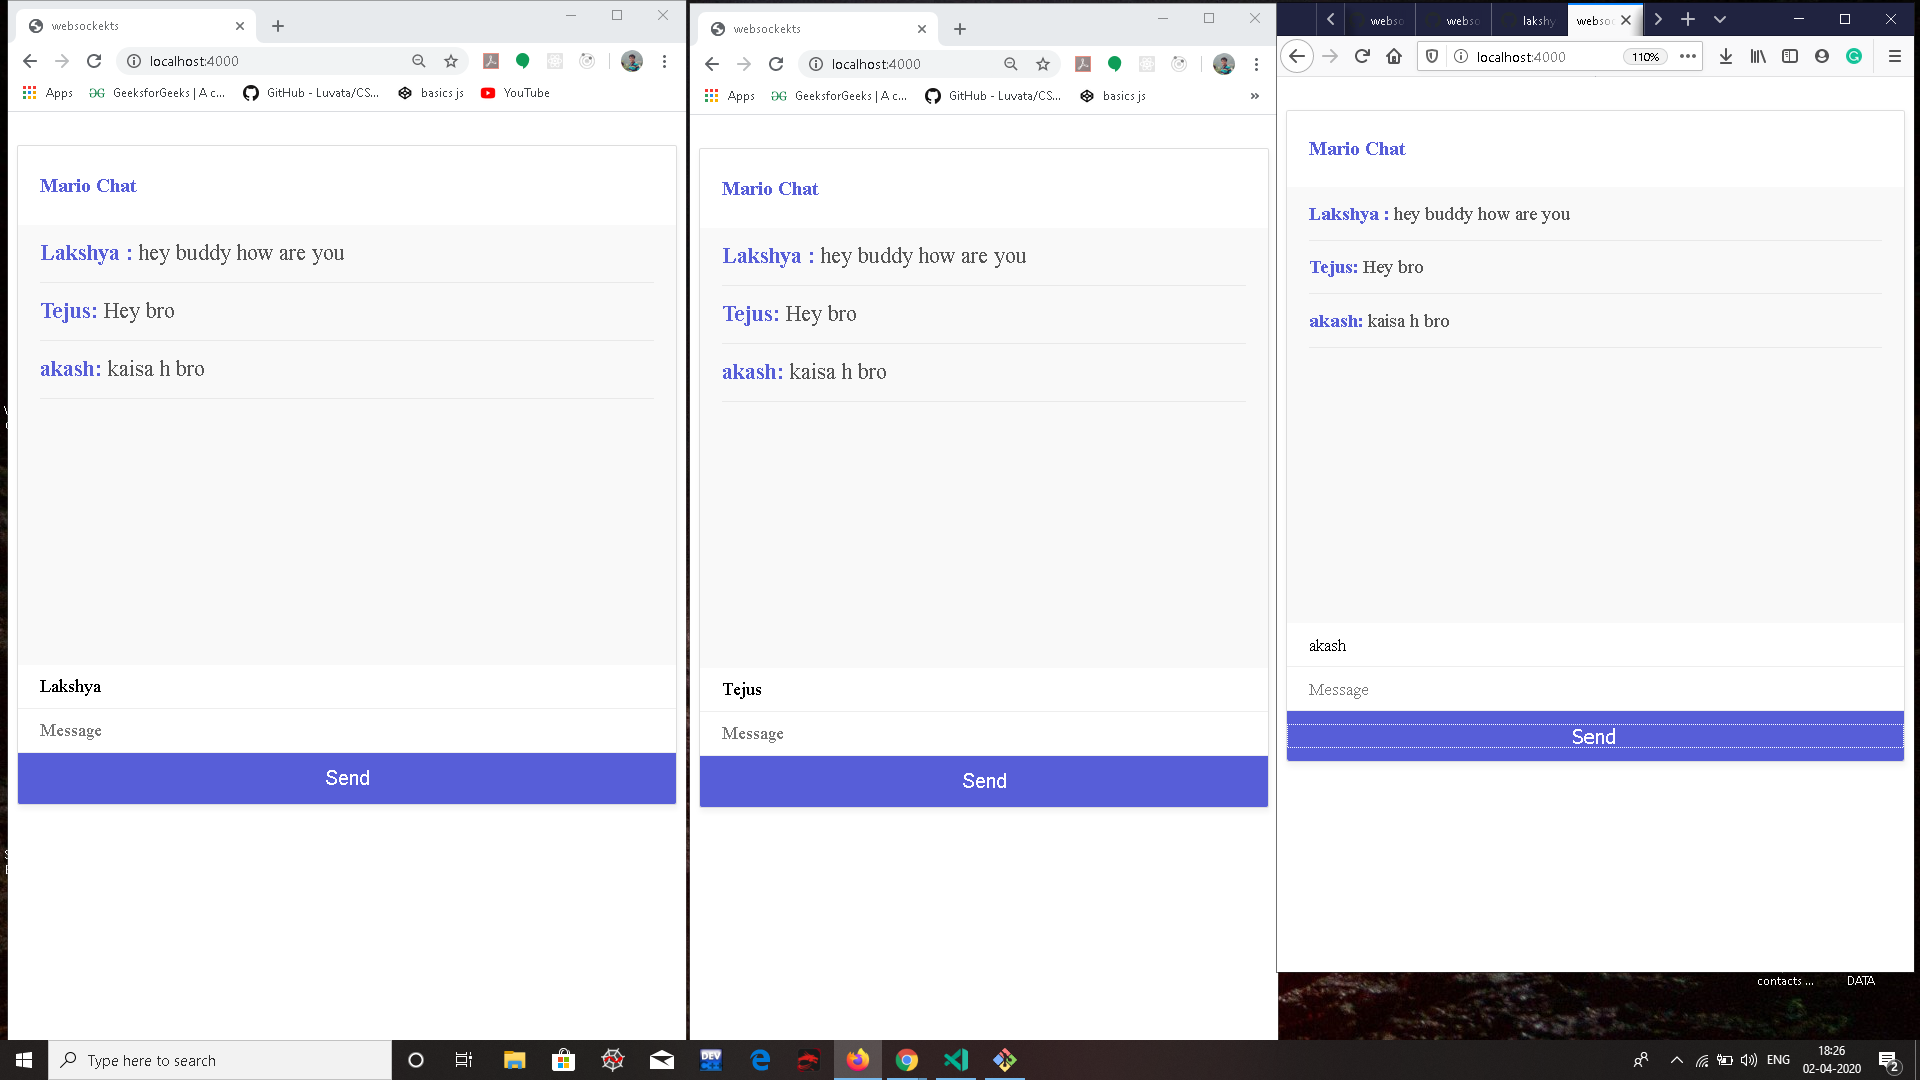 websockekts
localhost:4000
Apps
GeeksforGeeks | A c...
GitHub - Luvata/CS...
basics js
YouTube
Mario Chat
Lakshya : hey buddy how are you
Tejus: Hey bro
akash: kaisa h bro
Lakshya
Message
Send
websockekts
localhost:4000
Apps
GeeksforGeeks | A c...
GitHub - Luvata/CS...
basics js
»
Mario Chat
Lakshya : hey buddy how are you
Tejus: Hey bro
akash: kaisa h bro
Tejus
Message
Send
webso
webso
lakshy
websoc
localhost:4000
110%
Mario Chat
Lakshya : hey buddy how are you
Tejus: Hey bro
akash: kaisa h bro
akash
Message
Send
contacts ...
DATA
Type here to search
DEV
ENG
18:26
02-04-2020
2